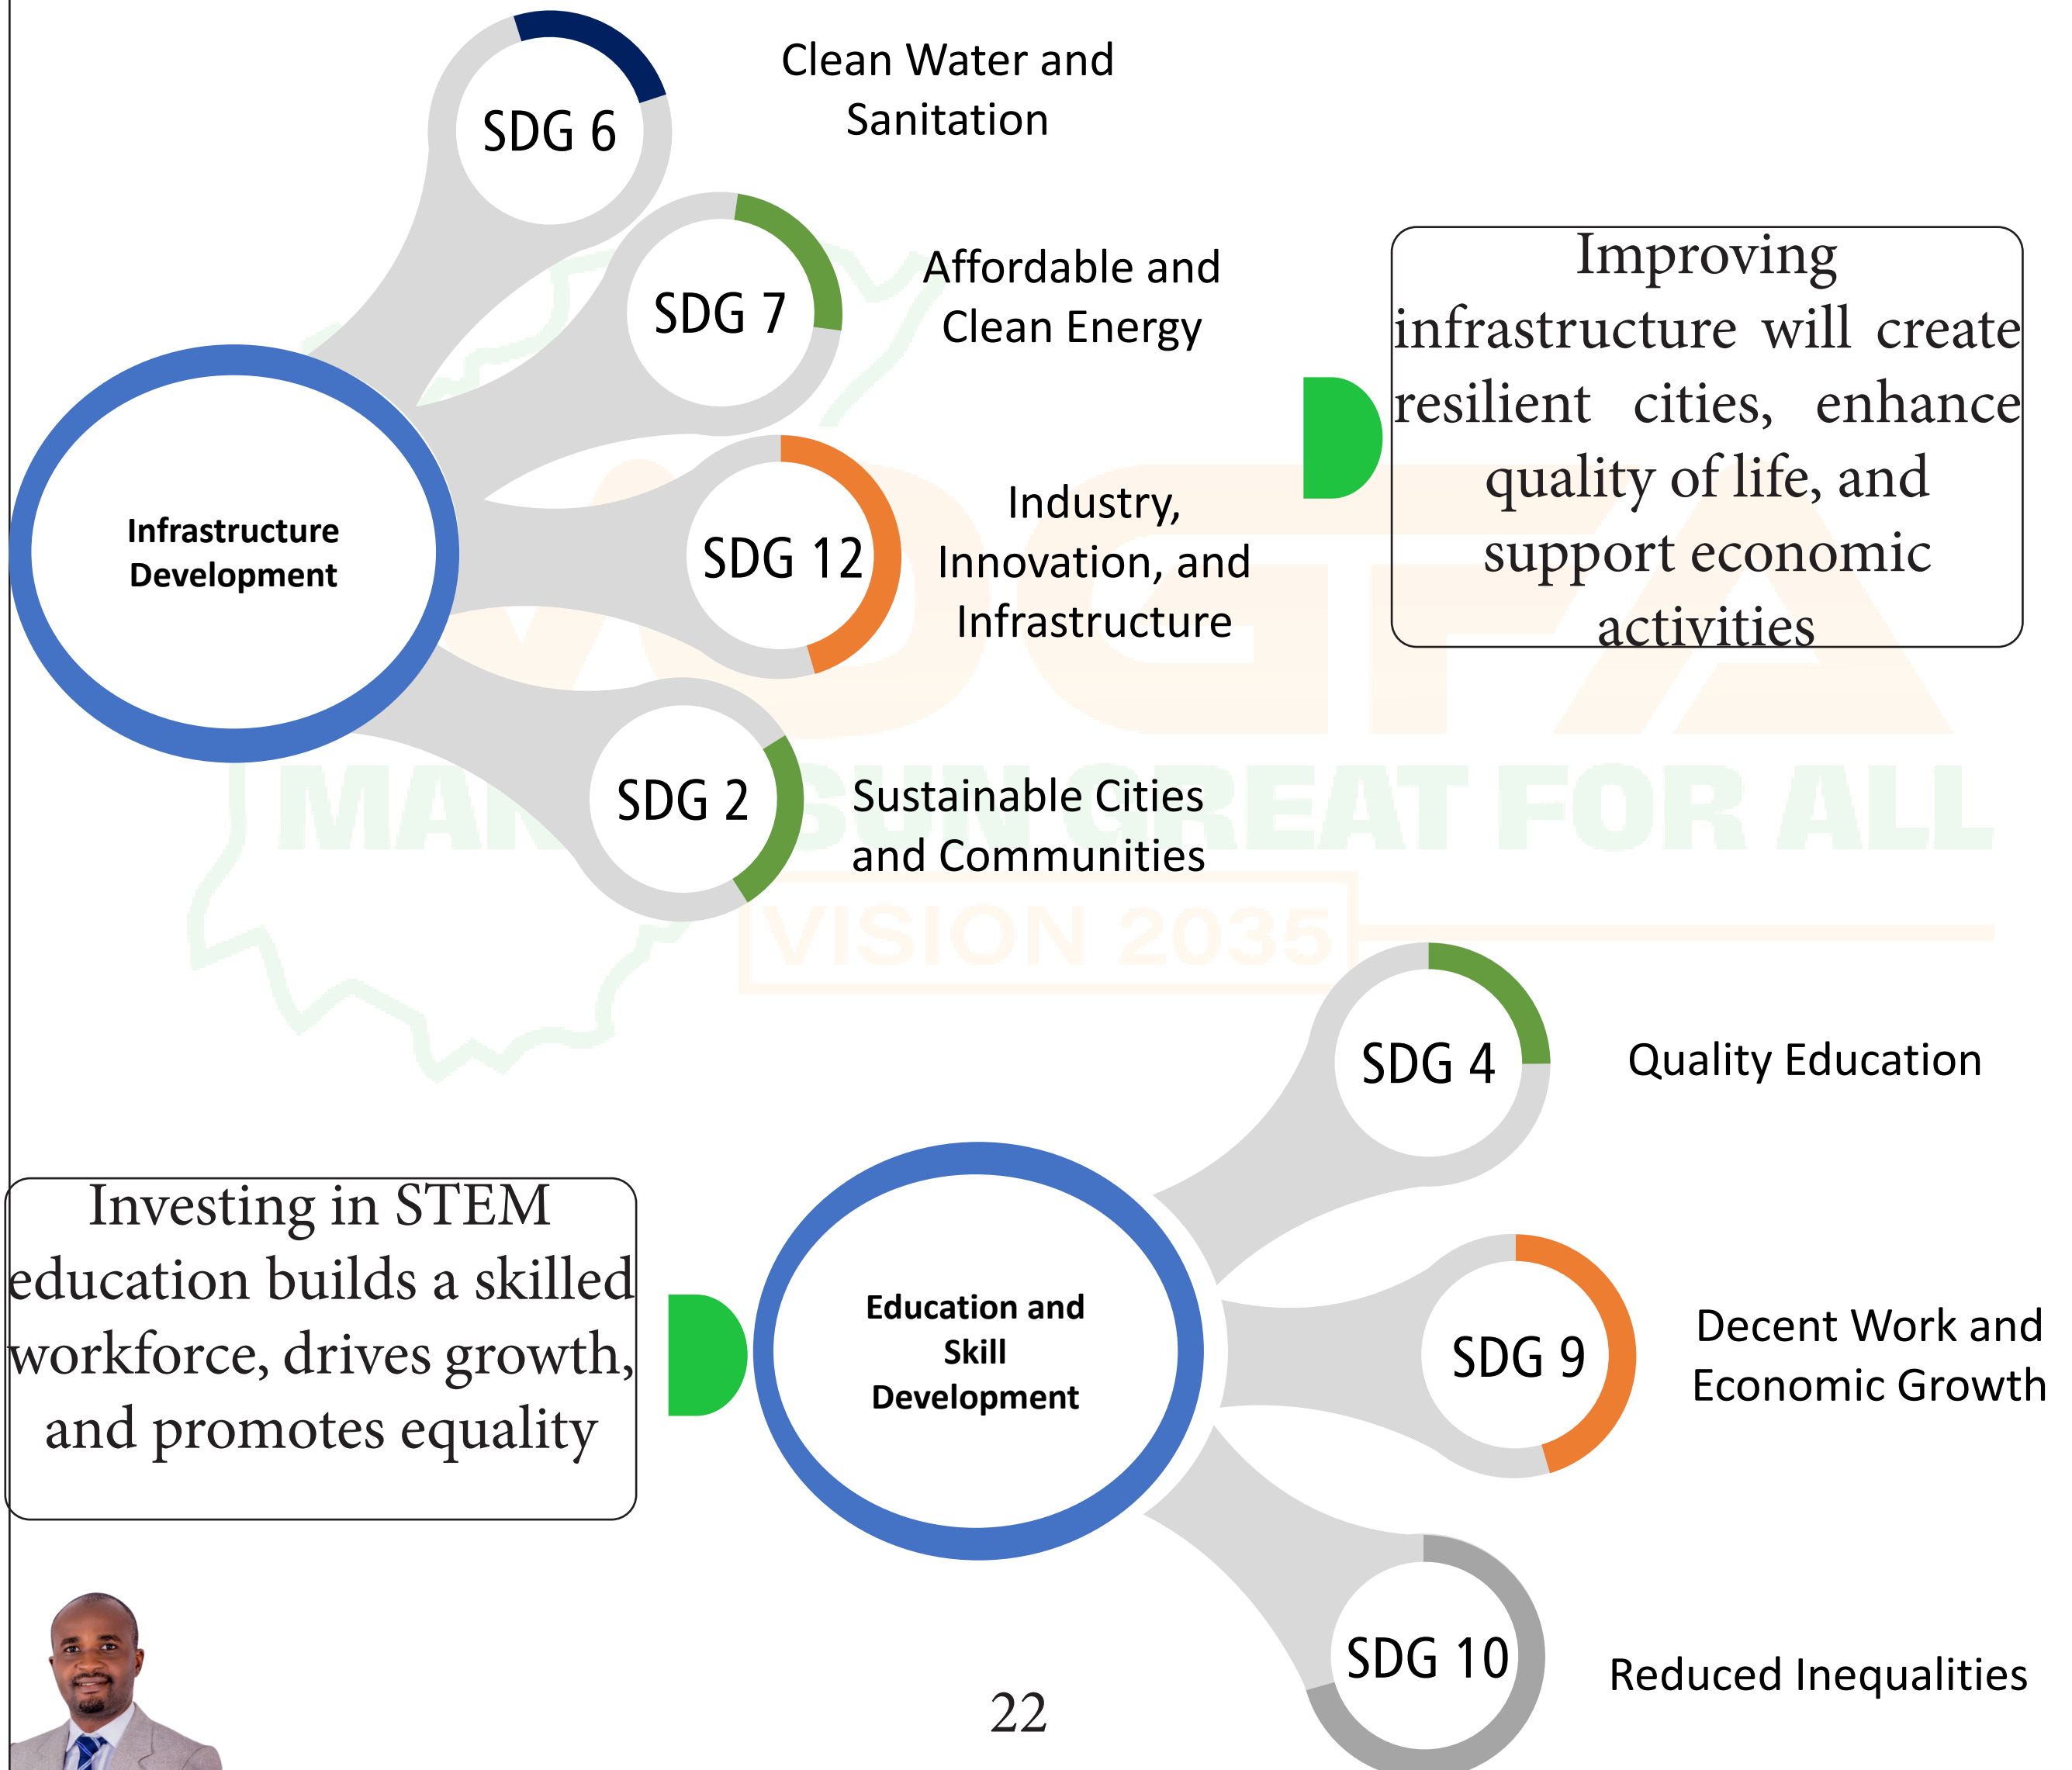 SDG 6
Clean Water and
Sanitation
SDG 7
Affordable and
Clean Energy
Infrastructure
Development
SDG 12
Industry,
Innovation, and
Infrastructure
SDG 2
Sustainable Cities
and Communities
Improving
infrastructure will create
resilient cities, enhance
quality of life, and
support economic
activities
GREAT FOR ALL
VISION 2035
Investing in STEM
education builds a skilled
workforce, drives growth,
and promotes equality
Education and
Skill
Development
SDG 4
Quality Education
SDG 9
Decent Work and
Economic Growth
SDG 10
Reduced Inequalities
22